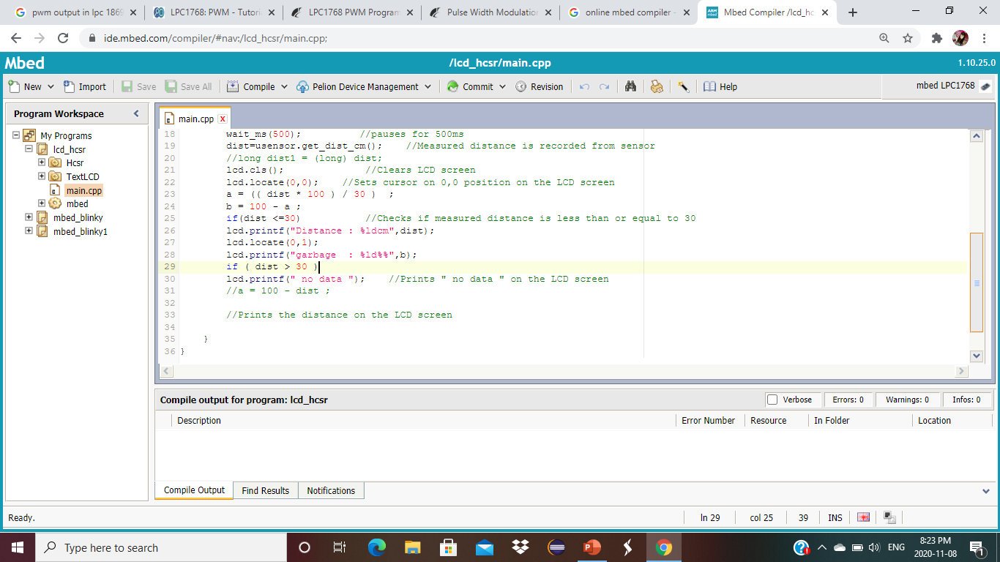 pwm output in lpc 1869
LPC1768: PWM - Tutori
LPC1768 PWM Program
Pulse Width Modulation
online mbed compiler -
Mbed Compiler /lcd_hc
ide.mbed.com/compiler/#nav:/lcd_hcsr/main.cpp;
Mbed
/lcd_hcsr/main.cpp
1.10.25.0
New Import Save Save All Compile Pelion Device Management Commit Revision Help mbed LPC1768
Program Workspace
My Programs
lcd_hcsr
Hcsr
TextLCD
main.cpp
mbed
mbed_blinky
mbed_blinky1
main.cpp
18 wait_ms(500); //pauses for 500ms
19 dist=usensor.get_dist_cm(); //Measured distance is recorded from sensor
20 //long dist1 = (long) dist;
21 lcd.cls(); //Clears LCD screen
22 lcd.locate(0,0); //Sets cursor on 0,0 position on the LCD screen
23 a = (( dist * 100 ) / 30 ) ;
24 b = 100 - a ;
25 if(dist <=30) //Checks if measured distance is less than or equal to 30
26 lcd.printf("Distance : %ldcm",dist);
27 lcd.locate(0,1);
28 lcd.printf("garbage : %ld%%",b);
29 if ( dist > 30 )
30 lcd.printf(" no data "); //Prints " no data " on the LCD screen
31 //a = 100 - dist ;
32
33 //Prints the distance on the LCD screen
34
35 }
36 }
Compile output for program: lcd_hcsr
Verbose Errors: 0 Warnings: 0 Infos: 0
Description Error Number Resource In Folder Location
Compile Output Find Results Notifications
Ready. ln 29 col 25 39 INS
Type here to search
ENG
8:23 PM
2020-11-08
1